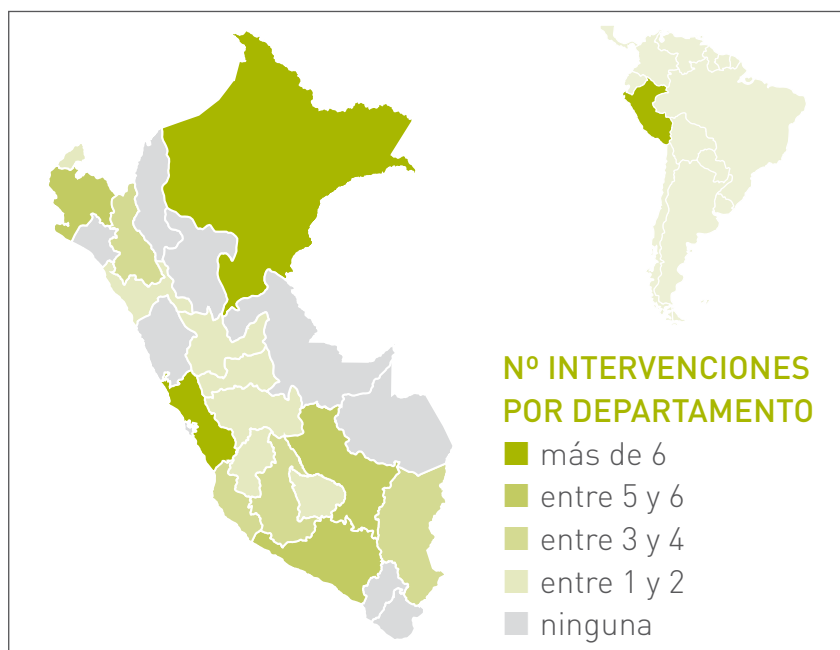 Nº INTERVENCIONES
POR DEPARTAMENTO
más de 6
entre 5 y 6
entre 3 y 4
entre 1 y 2
ninguna